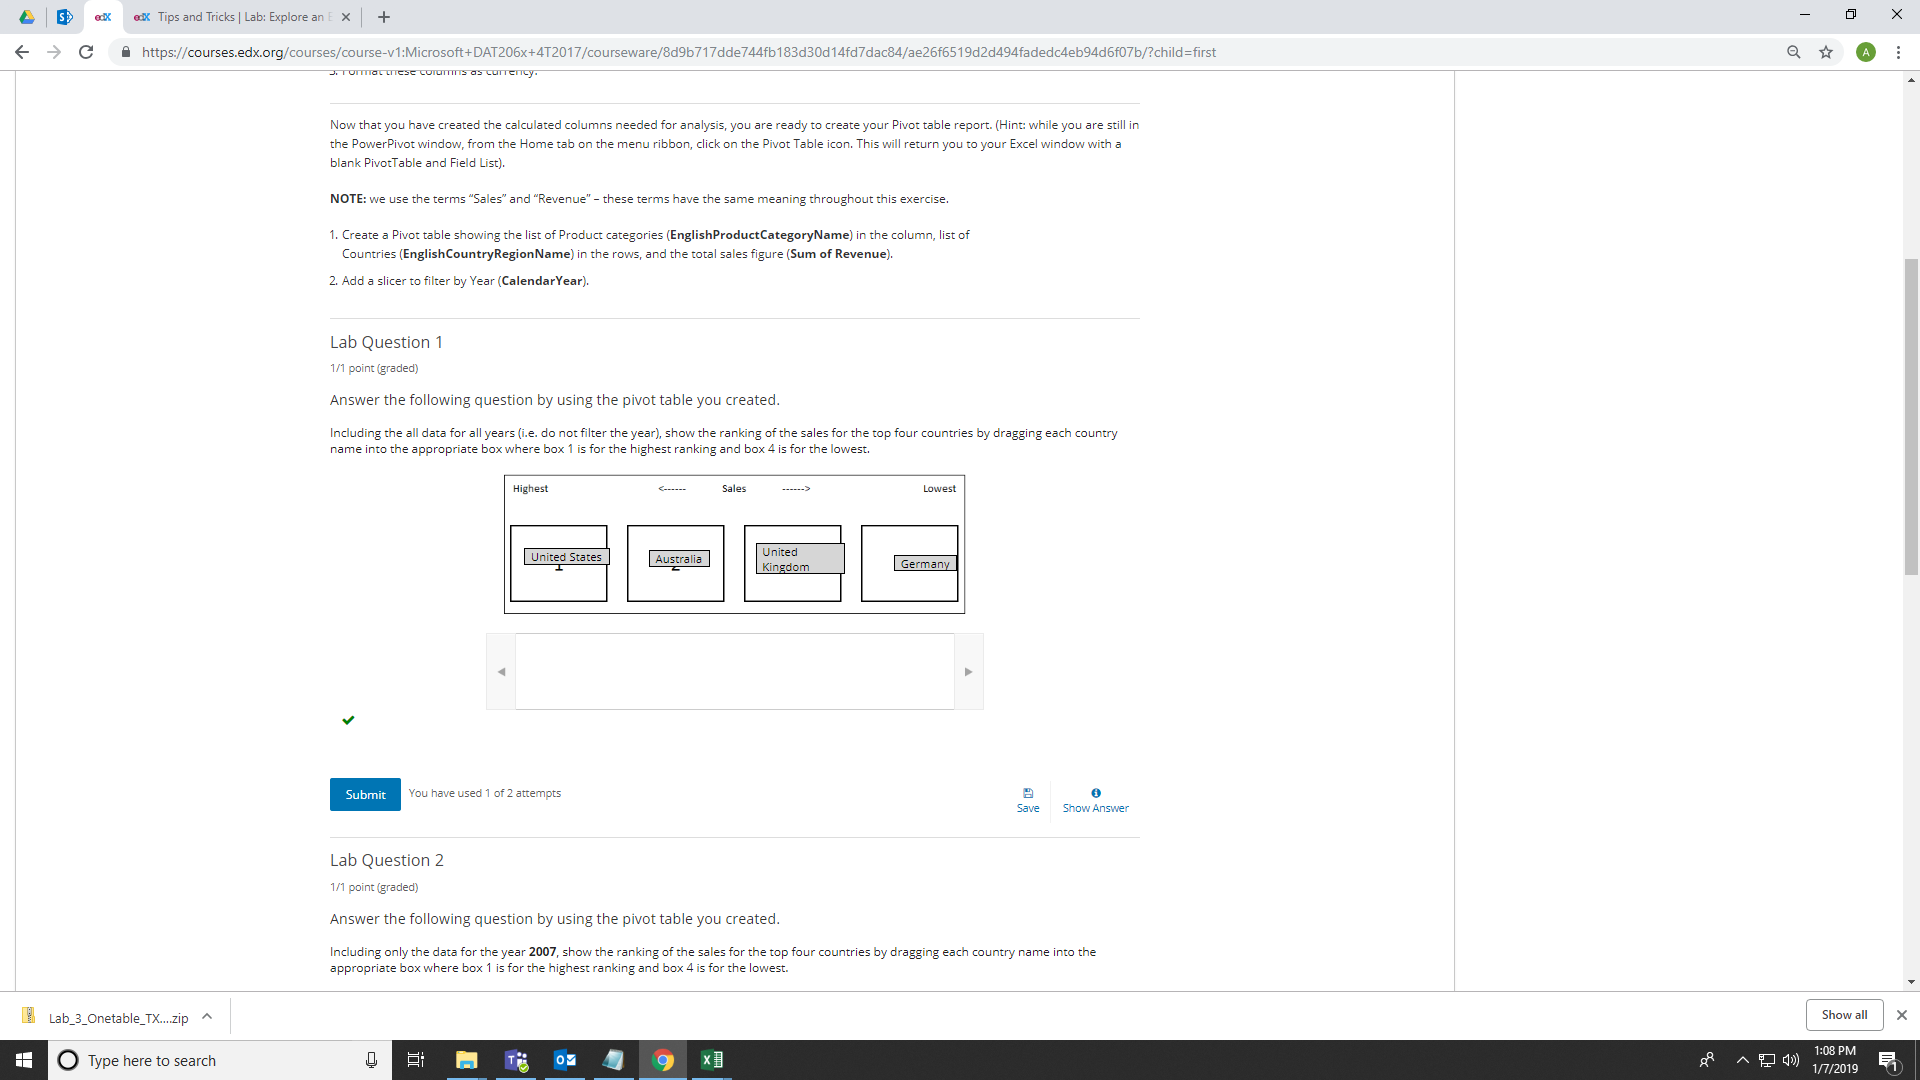 edX
edX Tips and Tricks | Lab: Explore an E
https://courses.edx.org/courses/course-v1:Microsoft+DAT206x+4T2017/courseware/8d9b717dde744fb183d30d14fd7dac84/ae26f6519d2d494fadedc4eb94d6f07b/?child=first
A
3. Format these columns as currency.
Now that you have created the calculated columns needed for analysis, you are ready to create your Pivot table report. (Hint: while you are still in
the PowerPivot window, from the Home tab on the menu ribbon, click on the Pivot Table icon. This will return you to your Excel window with a
blank PivotTable and Field List).
NOTE: we use the terms “Sales” and “Revenue” – these terms have the same meaning throughout this exercise.
1. Create a Pivot table showing the list of Product categories (EnglishProductCategoryName) in the column, list of
Countries (EnglishCountryRegionName) in the rows, and the total sales figure (Sum of Revenue).
2. Add a slicer to filter by Year (CalendarYear).
Lab Question 1
1/1 point (graded)
Answer the following question by using the pivot table you created.
Including the all data for all years (i.e. do not filter the year), show the ranking of the sales for the top four countries by dragging each country
name into the appropriate box where box 1 is for the highest ranking and box 4 is for the lowest.
Highest <------ Sales ------> Lowest
United States Australia United Kingdom Germany
Submit You have used 1 of 2 attempts Save Show Answer
Lab Question 2
1/1 point (graded)
Answer the following question by using the pivot table you created.
Including only the data for the year 2007, show the ranking of the sales for the top four countries by dragging each country name into the
appropriate box where box 1 is for the highest ranking and box 4 is for the lowest.
Lab_3_Onetable_TX....zip Show all
Type here to search
1:08 PM
1/7/2019
1